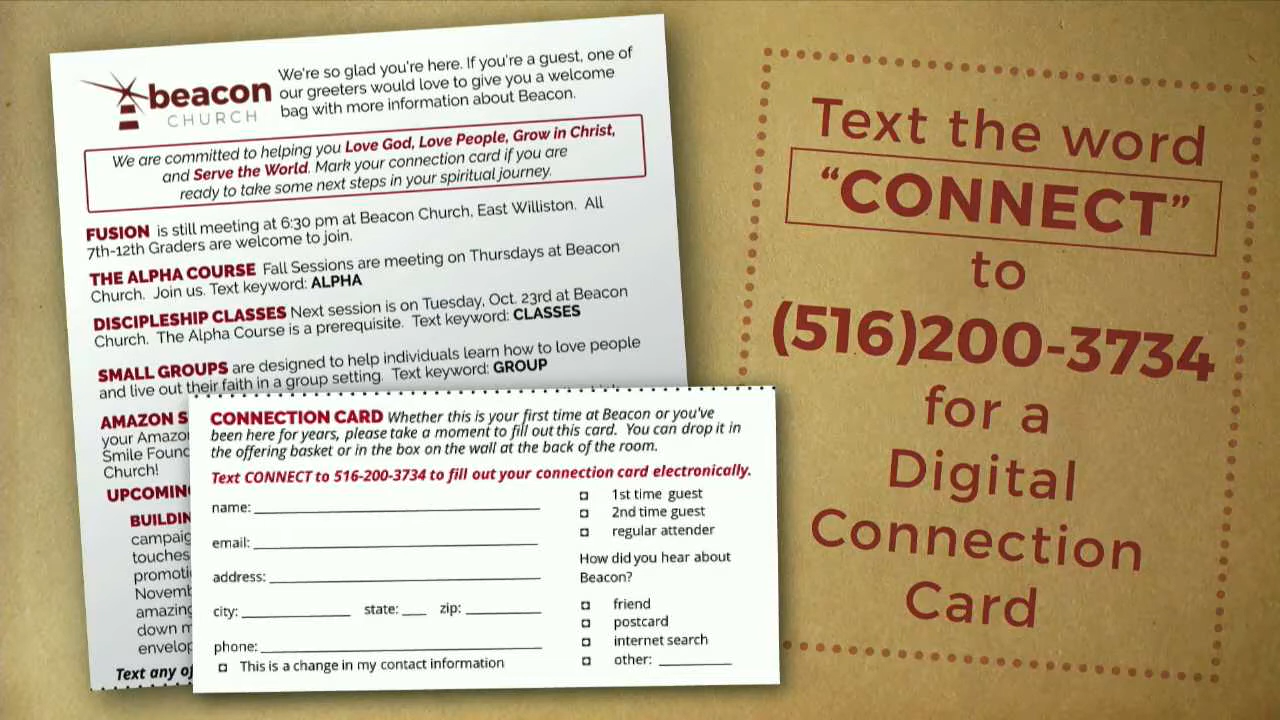 beacon
CHURCH
We're so glad you're here. If you're a guest, one of
our greeters would love to give you a welcome
bag with more information about Beacon.
We are committed to helping you Love God, Love People, Grow in Christ,
and Serve the World. Mark your connection card if you are
ready to take some next steps in your spiritual journey.
FUSION is still meeting at 6:30 pm at Beacon Church, East Williston. All
7th-12th Graders are welcome to join.
THE ALPHA COURSE Fall Sessions are meeting on Thursdays at Beacon
Church. Join us. Text keyword: ALPHA
DISCIPLESHIP CLASSES Next session is on Tuesday, Oct. 23rd at Beacon
Church. The Alpha Course is a prerequisite. Text keyword: CLASSES
SMALL GROUPS are designed to help individuals learn how to love people
and live out their faith in a group setting. Text keyword: GROUP
AMAZON S
your Amazo
Smile Found
Church!
UPCOMING
BUILDIN
campaig
touches
promoti
Novemb
amazing
down m
envelop
Text any of
CONNECTION CARD Whether this is your first time at Beacon or you've
been here for years, please take a moment to fill out this card. You can drop it in
the offering basket or in the box on the wall at the back of the room.
Text CONNECT to 516-200-3734 to fill out your connection card electronically.
name:
email:
address:
city: state: zip:
phone:
This is a change in my contact information
1st time guest
2nd time guest
regular attender
How did you hear about
Beacon?
friend
postcard
internet search
other:
Text the word
"CONNECT"
to
(516)200-3734
for a
Digital
Connection
Card